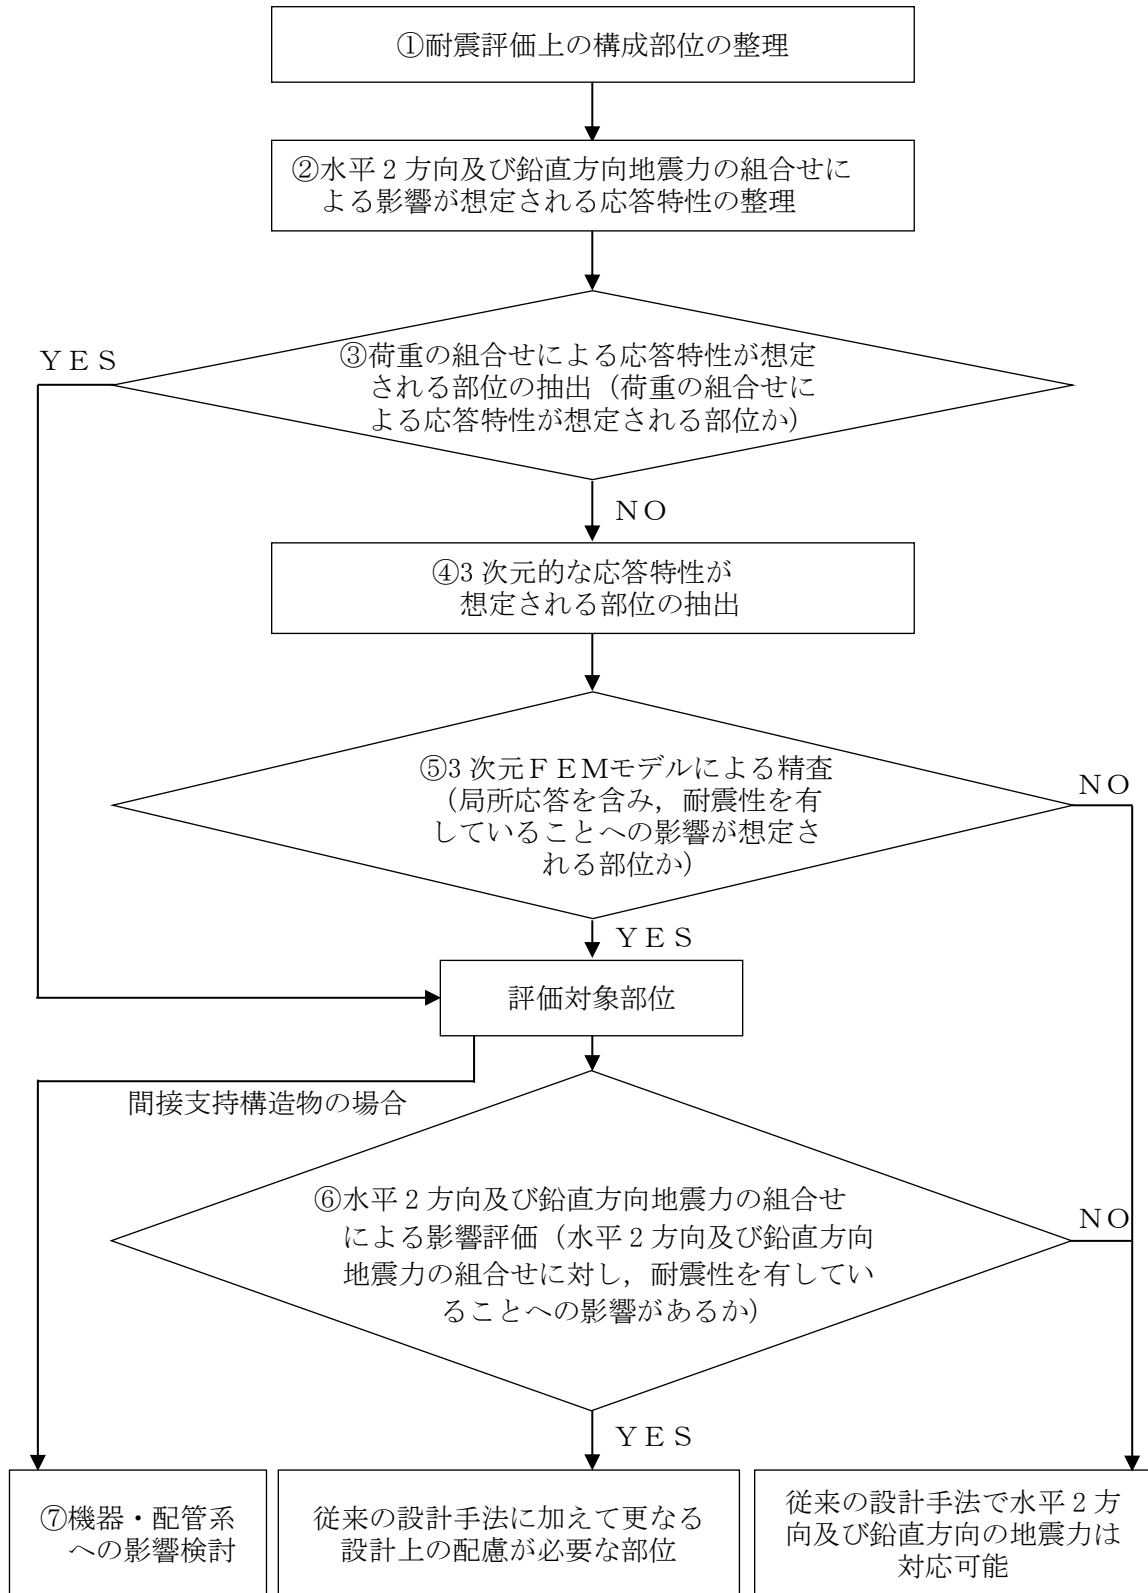 ①耐震評価上の構成部位の整理
②水平2方向及び鉛直方向地震力の組合せに
よる影響が想定される応答特性の整理
YES
③荷重の組合せによる応答特性が想定
される部位の抽出（荷重の組合せに
よる応答特性が想定される部位か）
NO
④3次元的な応答特性が
想定される部位の抽出
⑤3次元FEMモデルによる精査
（局所応答を含み，耐震性を有
していることへの影響が想定さ
れる部位か）
NO
YES
評価対象部位
間接支持構造物の場合
⑥水平2方向及び鉛直方向地震力の組合せ
による影響評価（水平2方向及び鉛直方向
地震力の組合せに対し，耐震性を有してい
ることへの影響があるか）
NO
YES
⑦機器・配管系
への影響検討
従来の設計手法に加えて更なる
設計上の配慮が必要な部位
従来の設計手法で水平2方
向及び鉛直方向の地震力は
対応可能